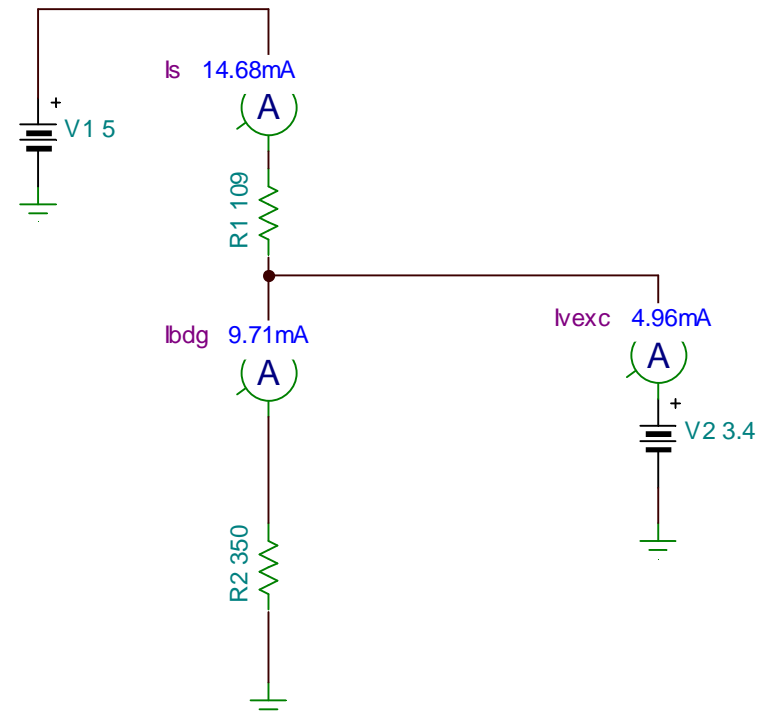 Is 14.68mA
A
V1 5
R1 109
Ibdg 9.71mA
A
Ivexc 4.96mA
A
V2 3.4
R2 350